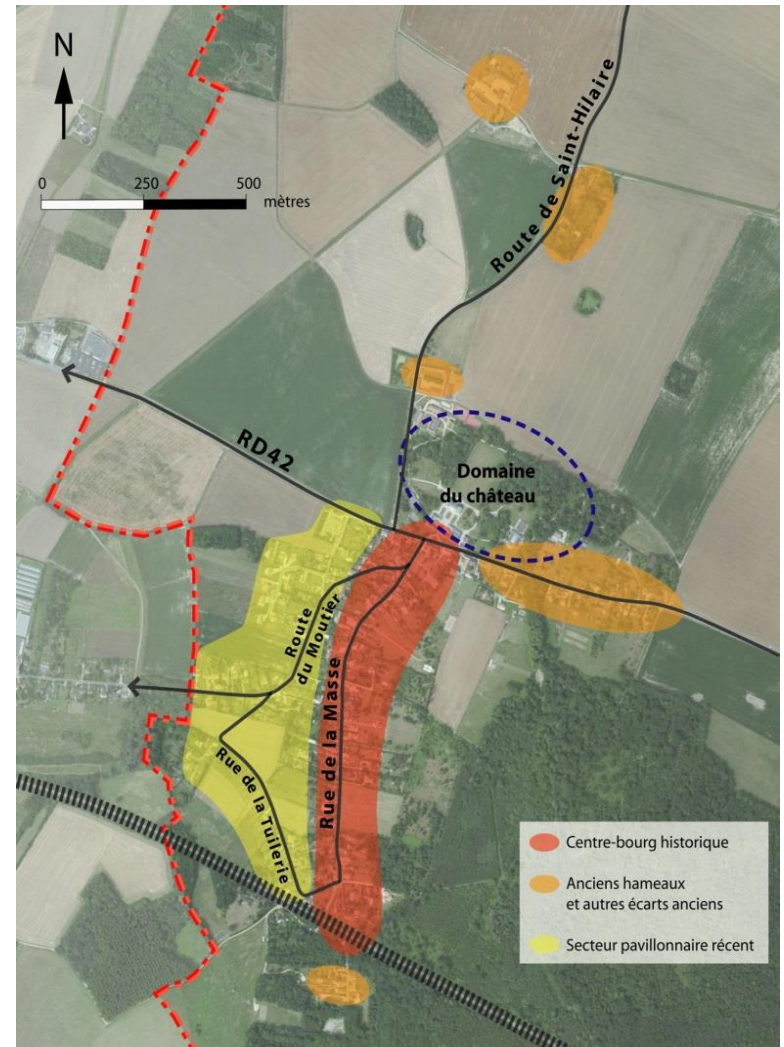 N
0 250 500
mètres
Route de Saint-Hilaire
RD42
Domaine
du château
Route
du Moutier
Rue de la Masse
Rue de la Tuilerie
Centre-bourg historique
Anciens hameaux
et autres écarts anciens
Secteur pavillonnaire récent